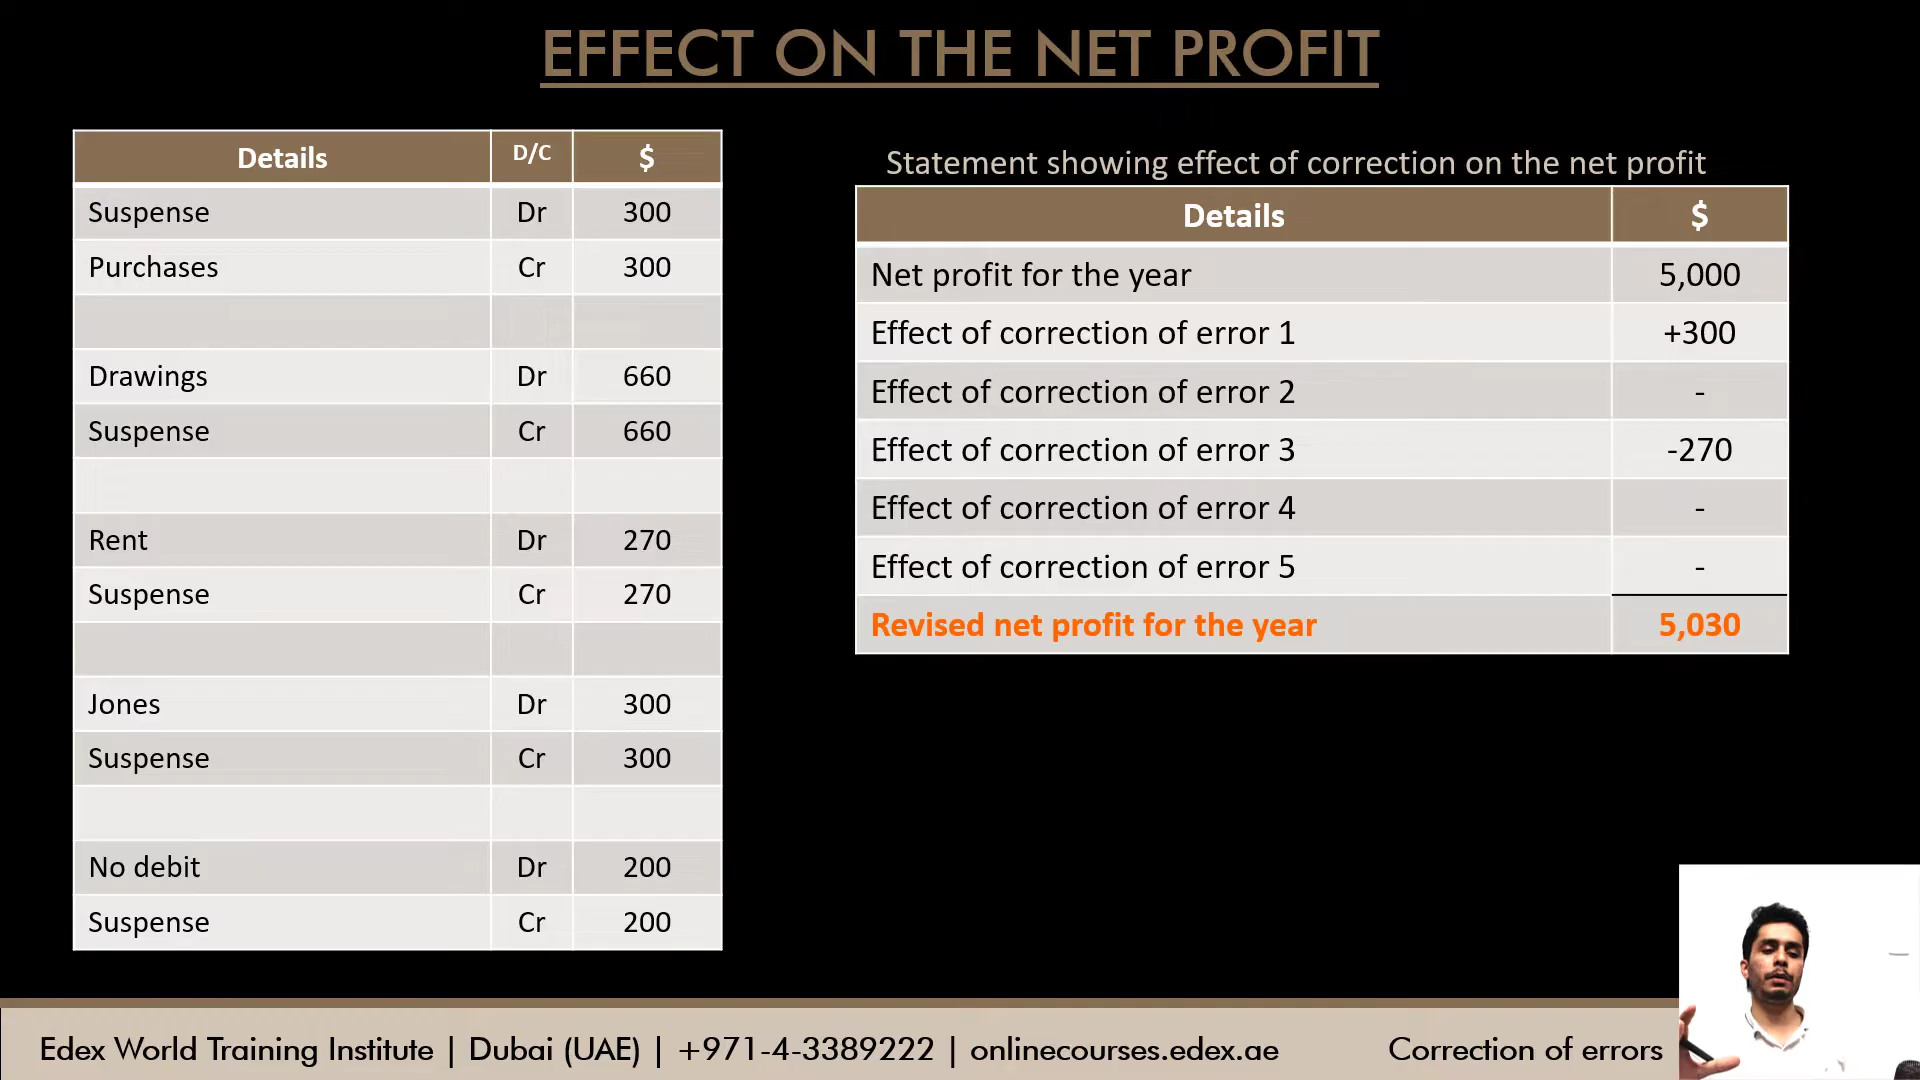 EFFECT ON THE NET PROFIT
Details D/C $
Suspense Dr 300
Purchases Cr 300
Drawings Dr 660
Suspense Cr 660
Rent Dr 270
Suspense Cr 270
Jones Dr 300
Suspense Cr 300
No debit Dr 200
Suspense Cr 200
Statement showing effect of correction on the net profit
Details $
Net profit for the year 5,000
Effect of correction of error 1 +300
Effect of correction of error 2 -
Effect of correction of error 3 -270
Effect of correction of error 4 -
Effect of correction of error 5 -
Revised net profit for the year 5,030
Edex World Training Institute | Dubai (UAE) | +971-4-3389222 | onlinecourses.edex.ae Correction of errors